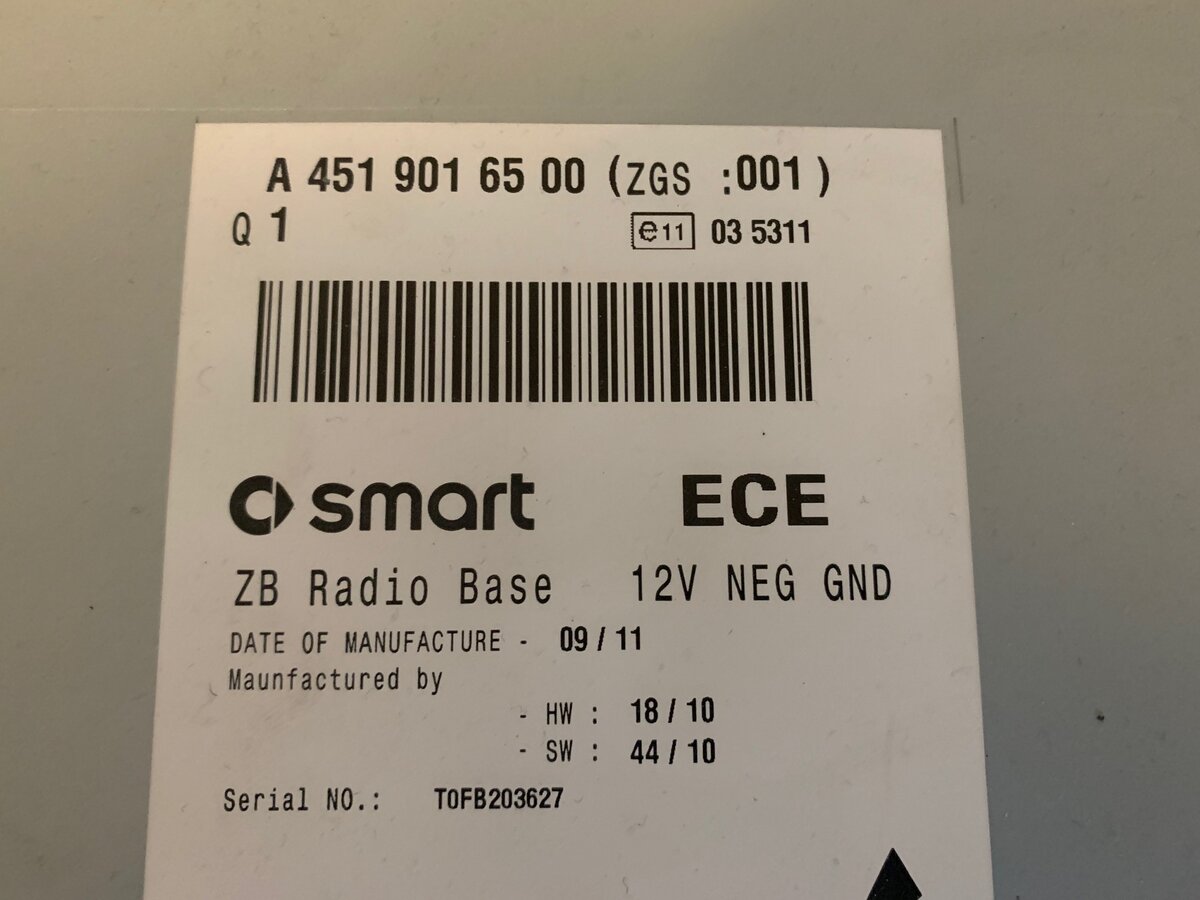 A 451 901 65 00 (ZGS :001 )
Q 1 e11 03 5311
smart ECE
ZB Radio Base 12V NEG GND
DATE OF MANUFACTURE - 09 / 11
Maunfactured by
- HW : 18 / 10
- SW : 44 / 10
Serial NO.: T0FB203627